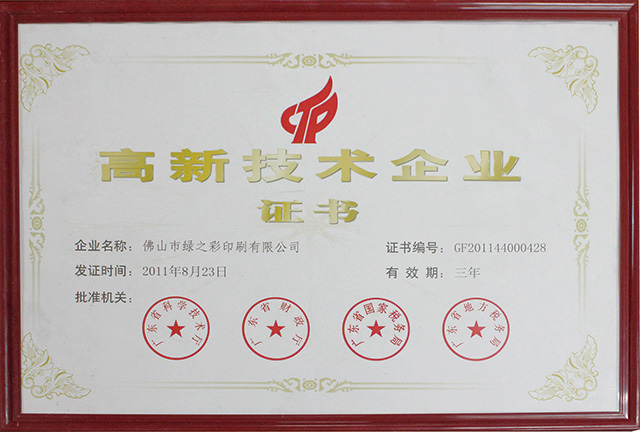 CTP
高新技术企业
证书
企业名称：佛山市绿之彩印刷有限公司
证书编号：GF201144000428
发证时间：2011年8月23日
有效期：三年
批准机关：
广东省科学技术厅
广东省财政厅
广东省国家税务局
广东省地方税务局